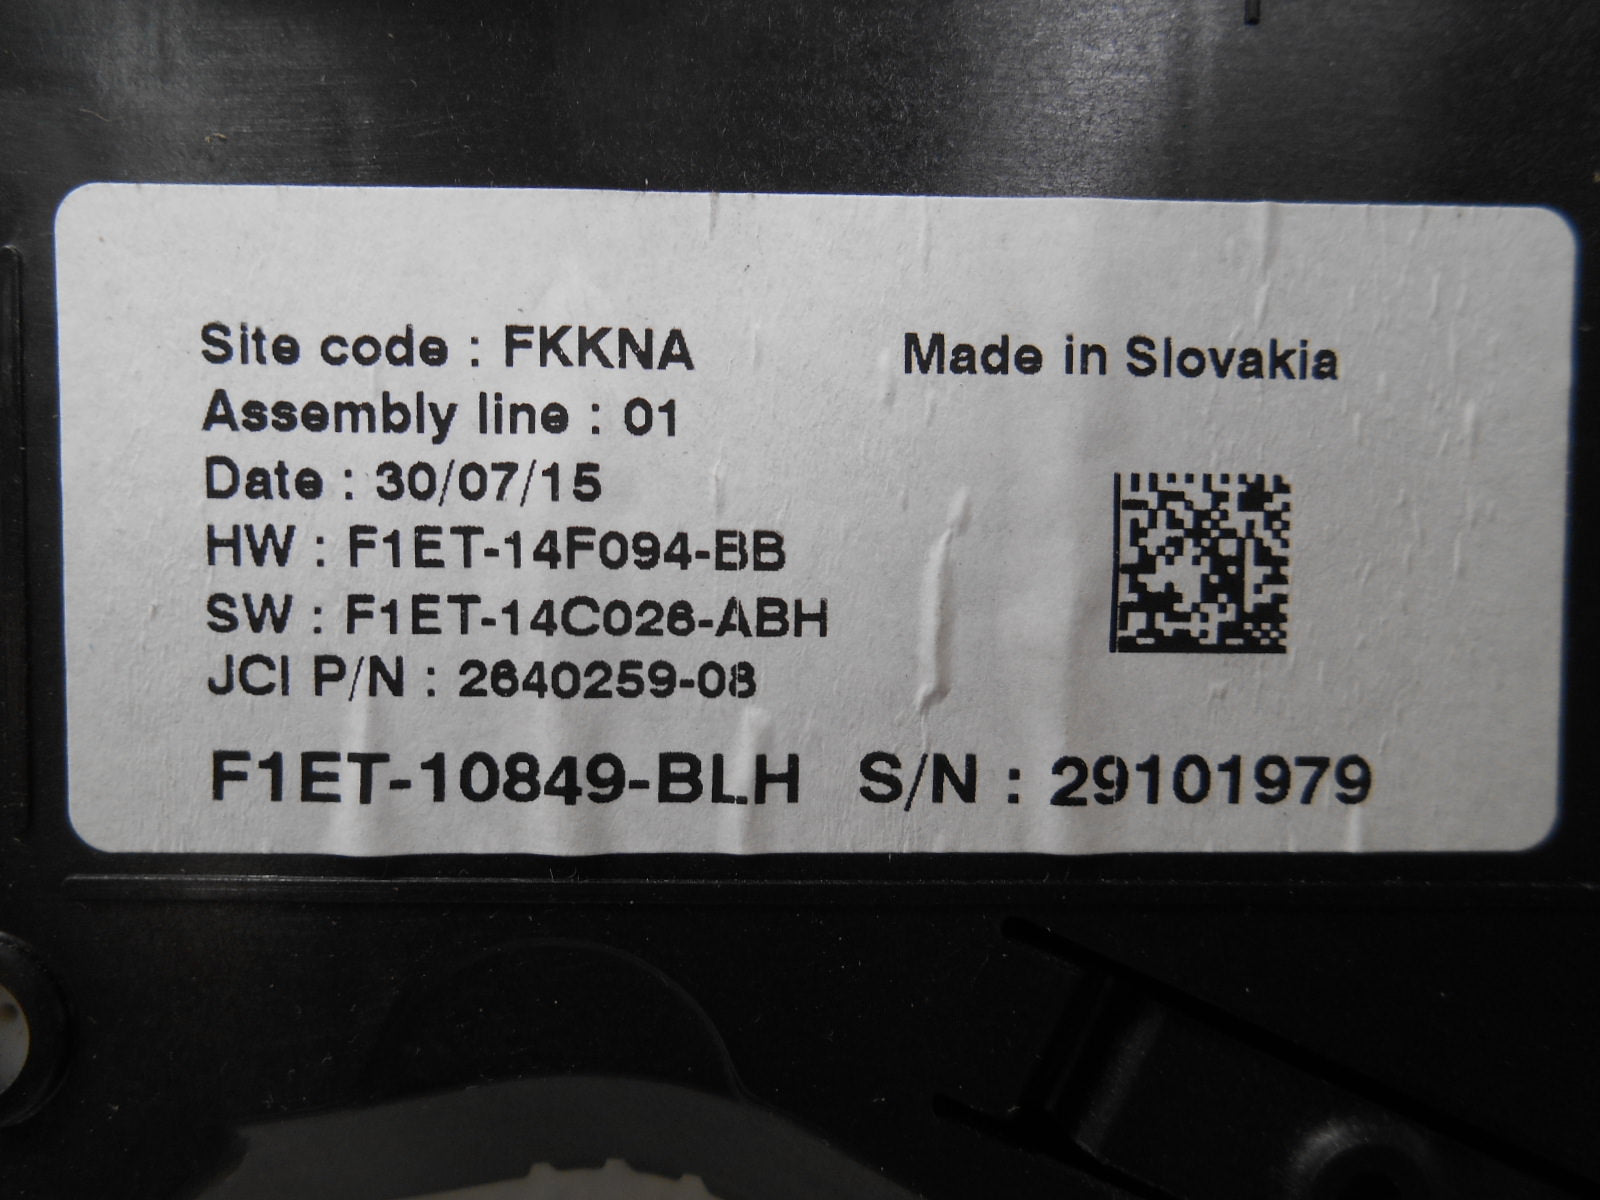 Site code : FKKNA
Made in Slovakia
Assembly line : 01
Date : 30/07/15
HW : F1ET-14F094-BB
SW : F1ET-14C026-ABH
JCI P/N : 2640259-08
F1ET-10849-BLH S/N : 29101979